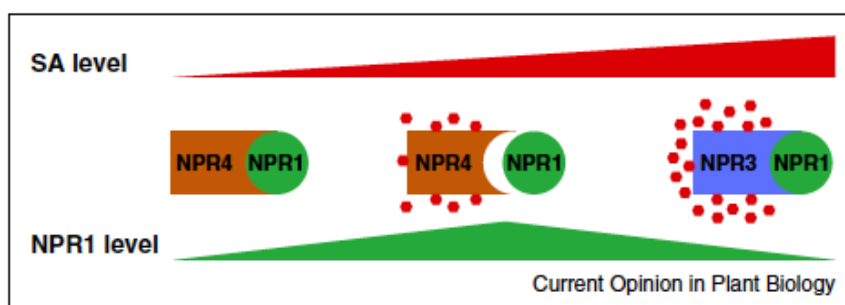 SA level
NPR4 NPR1 NPR4 NPR1 NPR3 NPR1
NPR1 level
Current Opinion in Plant Biology